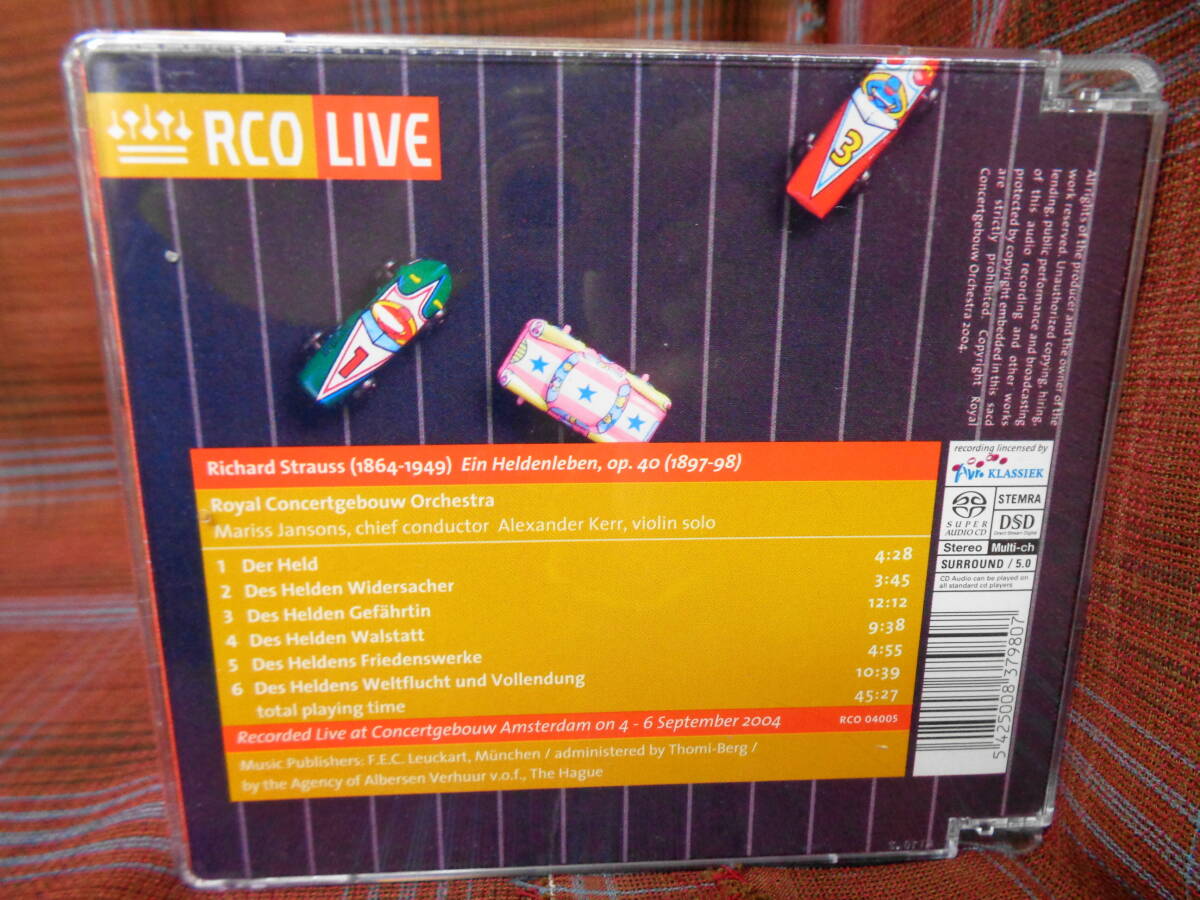 RCO LIVE
3
1
All rights of the producer and the owner of the
work reserved. Unauthorized copying, hiring,
lending, public performance and broadcasting
of this audio recording and other works
protected by copyright embedded in this sacd
are strictly prohibited. Copyright Royal
Concertgebouw Orchestra 2004.
Richard Strauss (1864-1949) Ein Heldenleben, op. 40 (1897-98)
Royal Concertgebouw Orchestra
Mariss Jansons, chief conductor Alexander Kerr, violin solo
1 Der Held 4:28
2 Des Helden Widersacher 3:45
3 Des Helden Gefährtin 12:12
4 Des Helden Walstatt 9:38
5 Des Heldens Friedenswerke 4:55
6 Des Heldens Weltflucht und Vollendung 10:39
total playing time 45:27
Recorded Live at Concertgebouw Amsterdam on 4 - 6 September 2004 RCO 04005
Music Publishers: F.E.C. Leuckart, München / administered by Thomi-Berg /
by the Agency of Albersen Verhuur v.o.f., The Hague
recording lincensed by
Avro KLASSIEK
SUPER AUDIO CD
STEMRA
DSD
Direct Stream Digital
Stereo Multi-ch
SURROUND / 5.0
CD Audio can be played on
all standard cd players
5 425008 379807